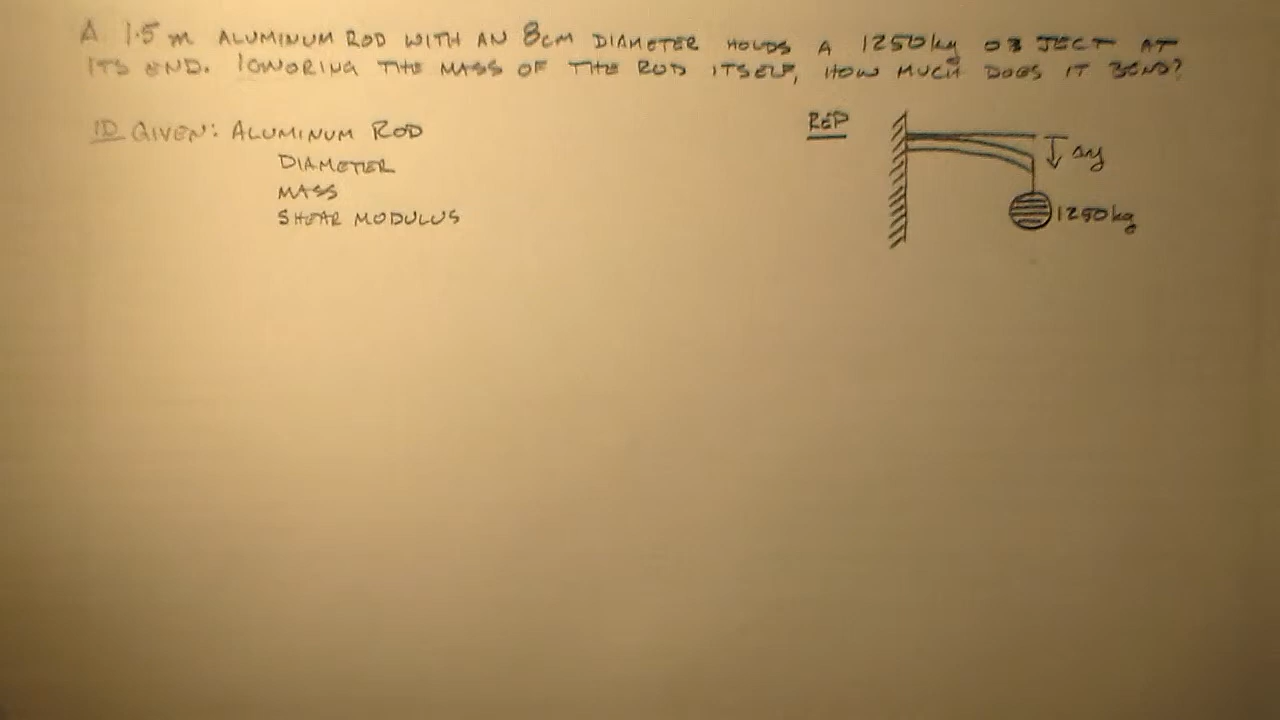 A 1.5 m ALUMINUM ROD WITH AN 8cm DIAMETER HOLDS A 1250kg OBJECT AT
ITS END. IGNORING THE MASS OF THE ROD ITSELF, HOW MUCH DOES IT BEND?
ID GIVEN: ALUMINUM ROD
DIAMETER
MASS
SHEAR MODULUS
REP
Δy
1250kg